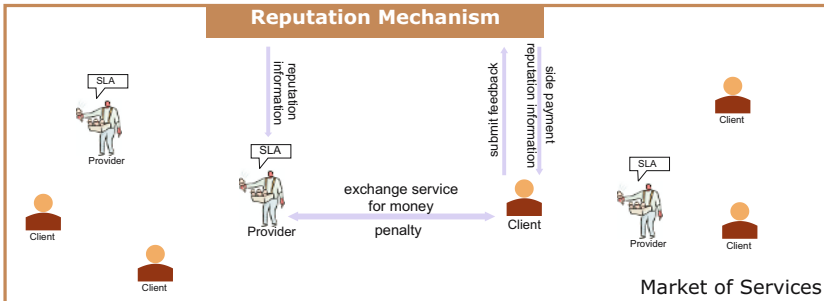 Reputation Mechanism
SLA
Provider
Client
Client
reputation
information
SLA
Provider
exchange service
for money
penalty
submit feedback
side payment
reputation information
Client
SLA
Provider
Client
Client
Market of Services